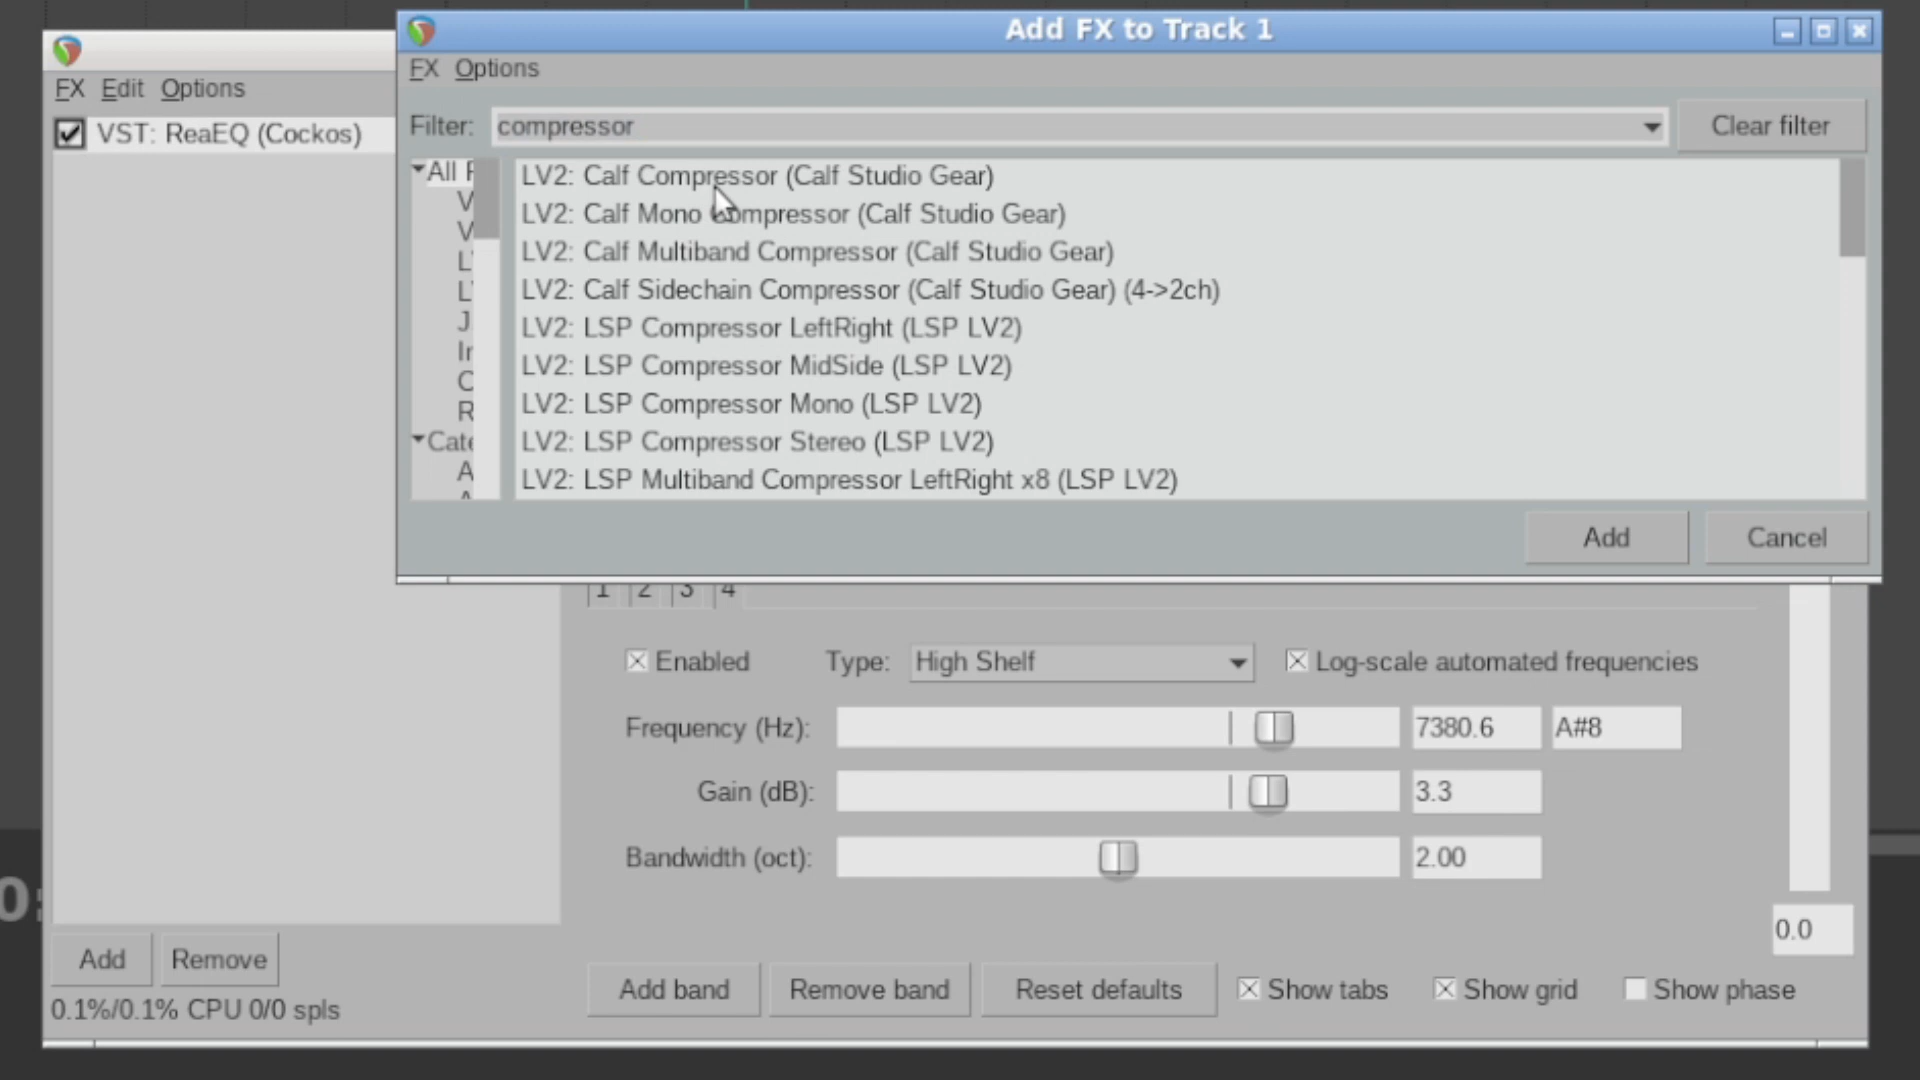 Add FX to Track 1
FX Options
FX Edit Options
Filter: compressor Clear filter
VST: ReaEQ (Cockos)
All
LV2: Calf Compressor (Calf Studio Gear)
LV2: Calf Mono Compressor (Calf Studio Gear)
LV2: Calf Multiband Compressor (Calf Studio Gear)
LV2: Calf Sidechain Compressor (Calf Studio Gear) (4->2ch)
LV2: LSP Compressor LeftRight (LSP LV2)
LV2: LSP Compressor MidSide (LSP LV2)
LV2: LSP Compressor Mono (LSP LV2)
LV2: LSP Compressor Stereo (LSP LV2)
LV2: LSP Multiband Compressor LeftRight x8 (LSP LV2)
Cate
Add Cancel
1 2 3 4
Enabled Type: High Shelf Log-scale automated frequencies
Frequency (Hz): 7380.6 A#8
Gain (dB): 3.3
Bandwidth (oct): 2.00
0.0
Add Remove
Add band Remove band Reset defaults Show tabs Show grid Show phase
0.1%/0.1% CPU 0/0 spls